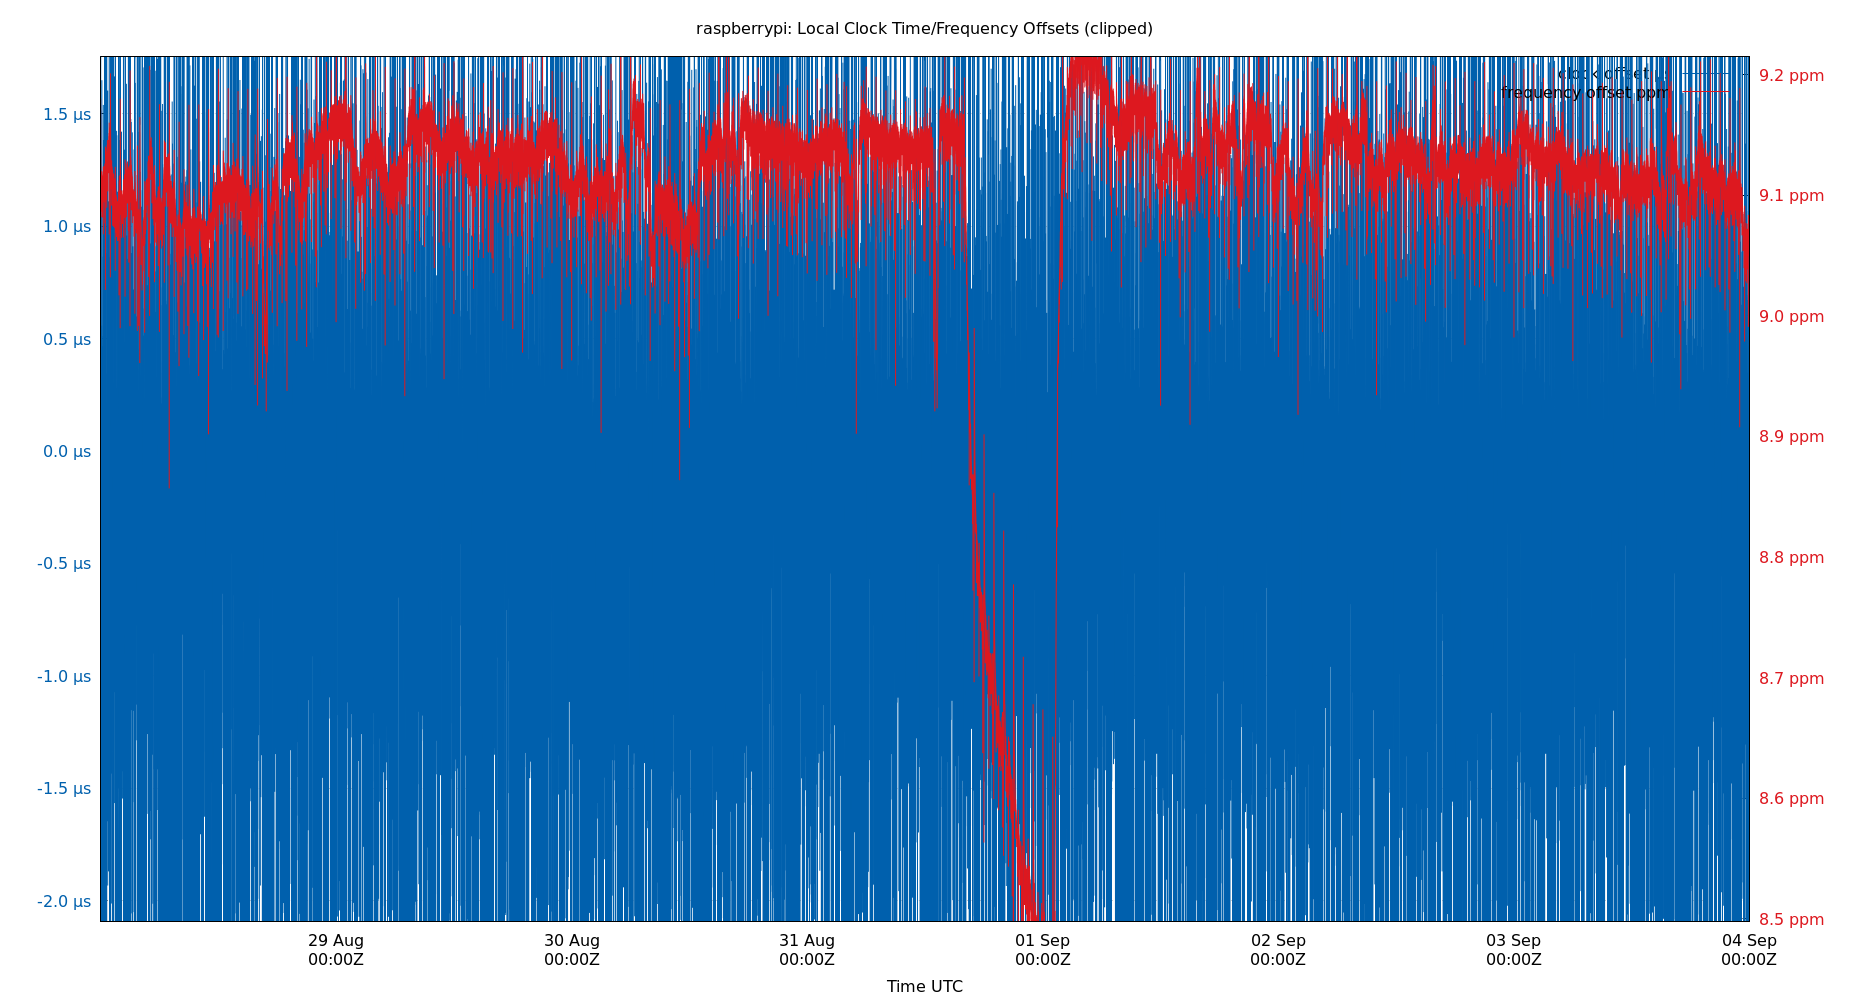 raspberrypi: Local Clock Time/Frequency Offsets (clipped)
clock offset
frequency offset ppm
1.5 µs
1.0 µs
0.5 µs
0.0 µs
-0.5 µs
-1.0 µs
-1.5 µs
-2.0 µs
9.2 ppm
9.1 ppm
9.0 ppm
8.9 ppm
8.8 ppm
8.7 ppm
8.6 ppm
8.5 ppm
29 Aug
00:00Z
30 Aug
00:00Z
31 Aug
00:00Z
01 Sep
00:00Z
02 Sep
00:00Z
03 Sep
00:00Z
04 Sep
00:00Z
Time UTC